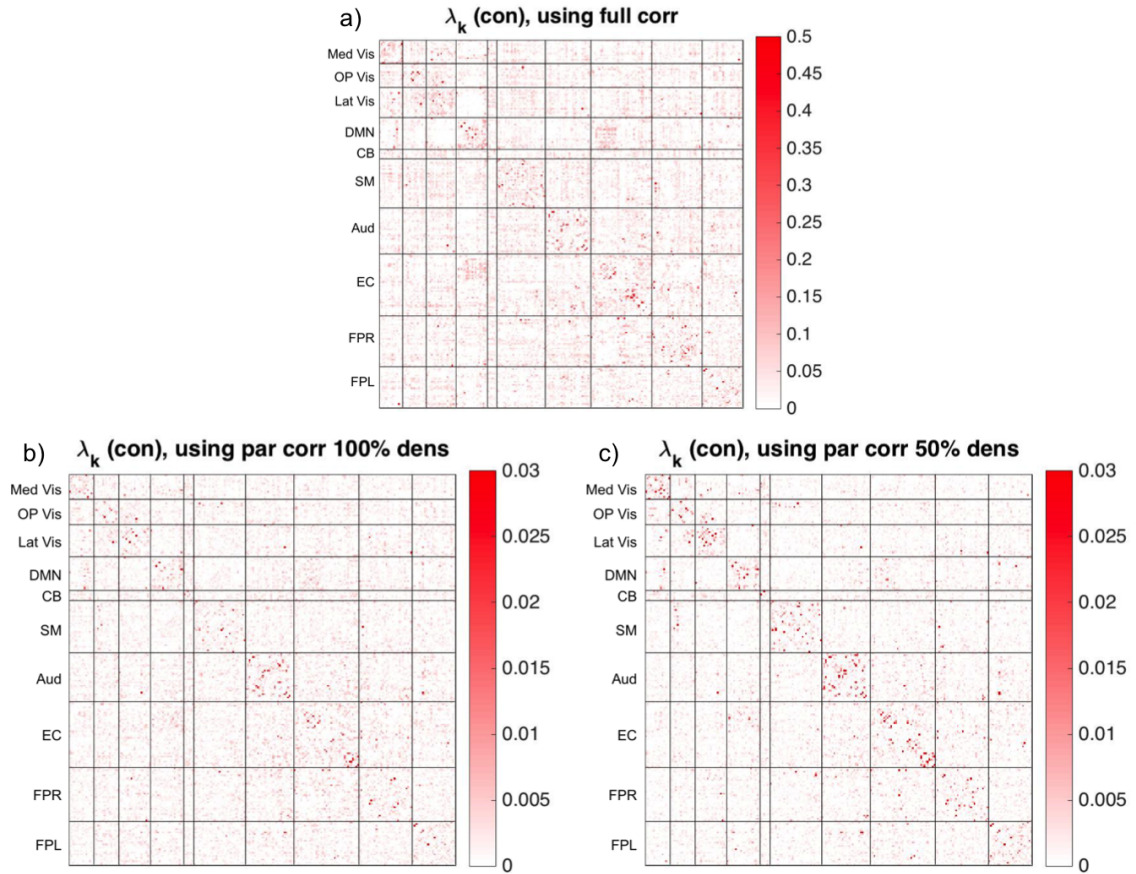 a)
λk (con), using full corr
Med Vis
OP Vis
Lat Vis
DMN
CB
SM
Aud
EC
FPR
FPL
0.5
0.45
0.4
0.35
0.3
0.25
0.2
0.15
0.1
0.05
0
b)
λk (con), using par corr 100% dens
Med Vis
OP Vis
Lat Vis
DMN
CB
SM
Aud
EC
FPR
FPL
0.03
0.025
0.02
0.015
0.01
0.005
0
c)
λk (con), using par corr 50% dens
Med Vis
OP Vis
Lat Vis
DMN
CB
SM
Aud
EC
FPR
FPL
0.03
0.025
0.02
0.015
0.01
0.005
0